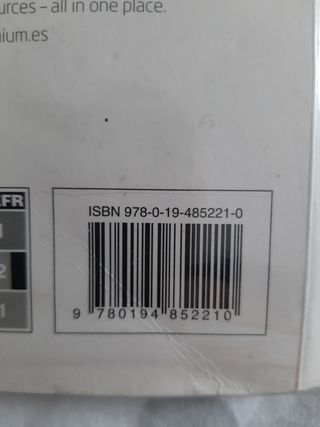 urces – all in one place.
nium.es
EFR
2
1
ISBN 978-0-19-485221-0
9 780194 852210